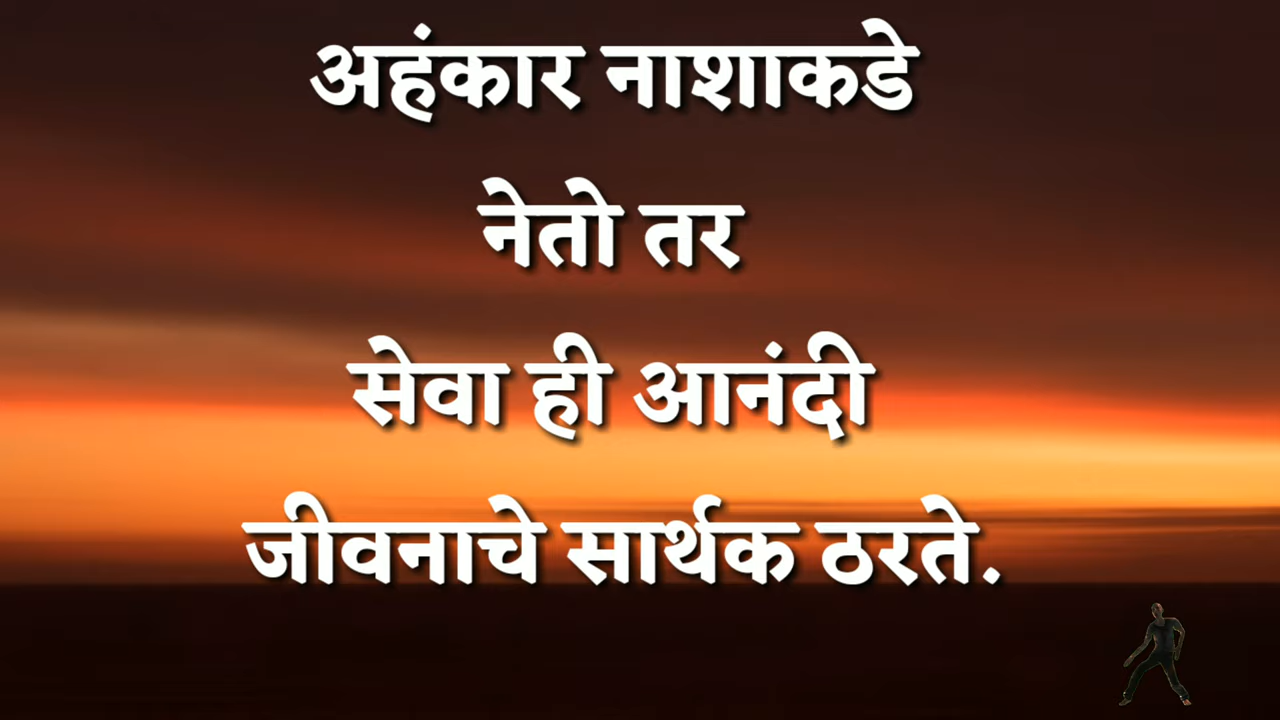 अहंकार नाशाकडे
नेतो तर
सेवा ही आनंदी
जीवनाचे सार्थक ठरते.